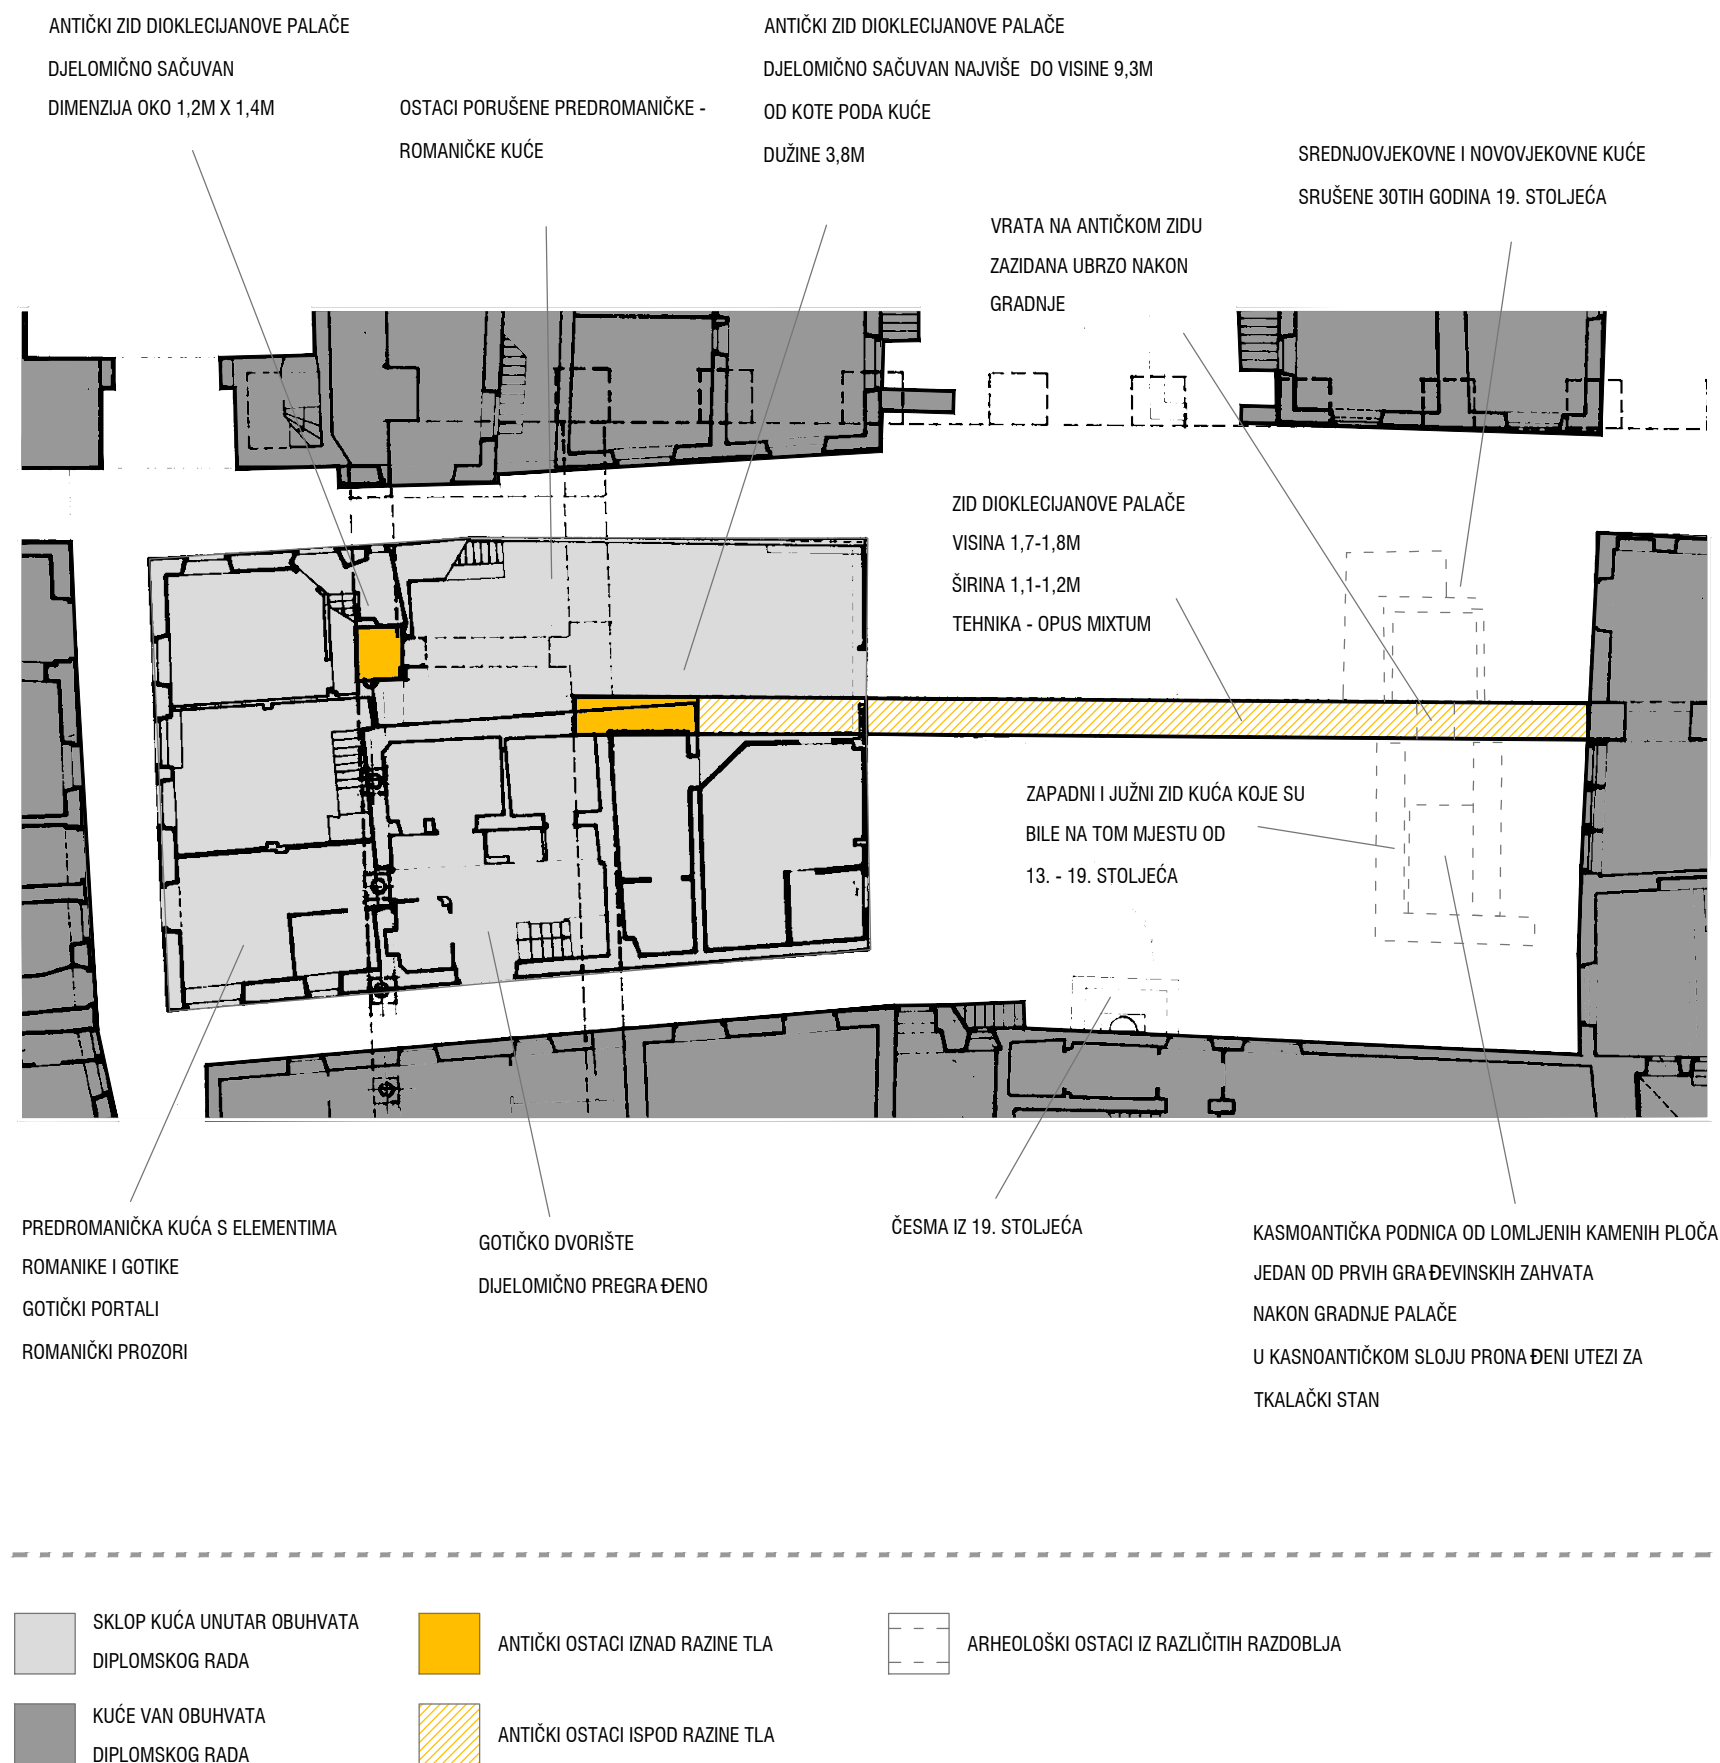 ANTIČKI ZID DIOKLECIJANOVE PALAČE
DJELOMIČNO SAČUVAN
DIMENZIJA OKO 1,2M X 1,4M
OSTACI PORUŠENE PREDROMANIČKE -
ROMANIČKE KUĆE
ANTIČKI ZID DIOKLECIJANOVE PALAČE
DJELOMIČNO SAČUVAN NAJVIŠE DO VISINE 9,3M
OD KOTE PODA KUĆE
DUŽINE 3,8M
VRATA NA ANTIČKOM ZIDU
ZAZIDANA UBRZO NAKON
GRADNJE
SREDNJOVJEKOVNE I NOVOVJEKOVNE KUĆE
SRUŠENE 30TIH GODINA 19. STOLJEĆA
ZID DIOKLECIJANOVE PALAČE
VISINA 1,7-1,8M
ŠIRINA 1,1-1,2M
TEHNIKA - OPUS MIXTUM
ZAPADNI I JUŽNI ZID KUĆA KOJE SU
BILE NA TOM MJESTU OD
13. - 19. STOLJEĆA
PREDROMANIČKA KUĆA S ELEMENTIMA
ROMANIKE I GOTIKE
GOTIČKI PORTALI
ROMANIČKI PROZORI
GOTIČKO DVORIŠTE
DIJELOMIČNO PREGRAĐENO
ČESMA IZ 19. STOLJEĆA
KASMOANTIČKA PODNICA OD LOMLJENIH KAMENIH PLOČA
JEDAN OD PRVIH GRAĐEVINSKIH ZAHVATA
NAKON GRADNJE PALAČE
U KASNOANTIČKOM SLOJU PRONAĐENI UTEZI ZA
TKALAČKI STAN
SKLOP KUĆA UNUTAR OBUHVATA
DIPLOMSKOG RADA
KUĆE VAN OBUHVATA
DIPLOMSKOG RADA
ANTIČKI OSTACI IZNAD RAZINE TLA
ANTIČKI OSTACI ISPOD RAZINE TLA
ARHEOLOŠKI OSTACI IZ RAZLIČITIH RAZDOBLJA